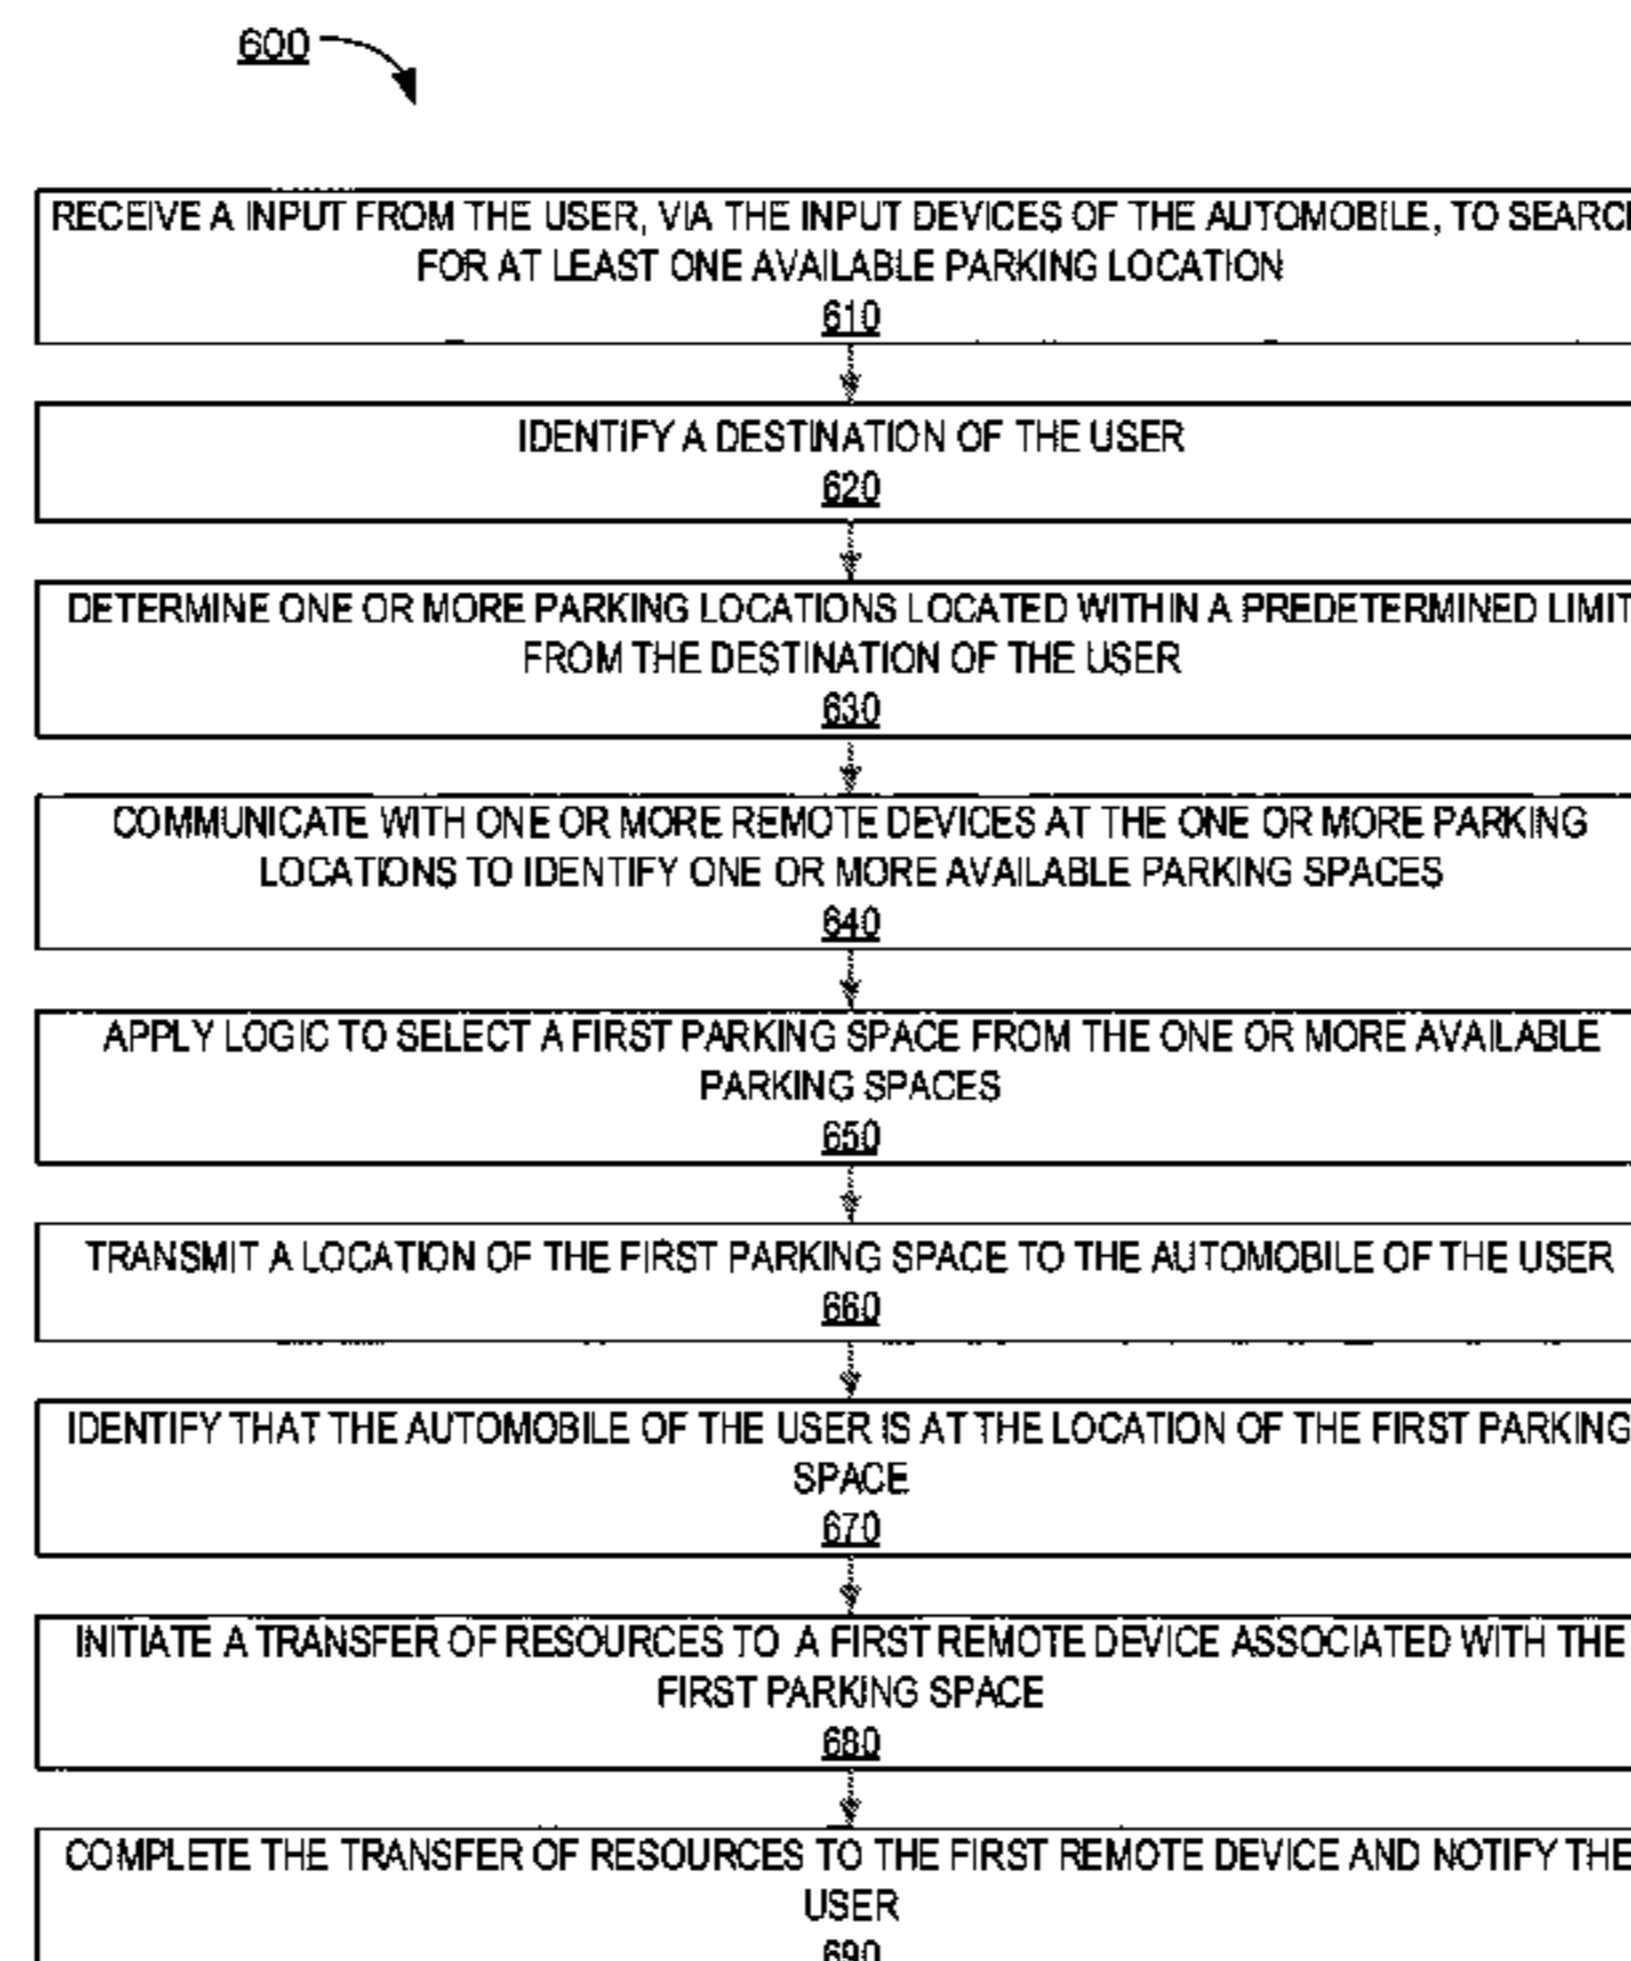 600
RECEIVE A INPUT FROM THE USER, VIA THE INPUT DEVICES OF THE AUTOMOBILE, TO SEARCH
FOR AT LEAST ONE AVAILABLE PARKING LOCATION
610
IDENTIFY A DESTINATION OF THE USER
620
DETERMINE ONE OR MORE PARKING LOCATIONS LOCATED WITHIN A PREDETERMINED LIMIT
FROM THE DESTINATION OF THE USER
630
COMMUNICATE WITH ONE OR MORE REMOTE DEVICES AT THE ONE OR MORE PARKING
LOCATIONS TO IDENTIFY ONE OR MORE AVAILABLE PARKING SPACES
640
APPLY LOGIC TO SELECT A FIRST PARKING SPACE FROM THE ONE OR MORE AVAILABLE
PARKING SPACES
650
TRANSMIT A LOCATION OF THE FIRST PARKING SPACE TO THE AUTOMOBILE OF THE USER
660
IDENTIFY THAT THE AUTOMOBILE OF THE USER IS AT THE LOCATION OF THE FIRST PARKING
SPACE
670
INITIATE A TRANSFER OF RESOURCES TO A FIRST REMOTE DEVICE ASSOCIATED WITH THE
FIRST PARKING SPACE
680
COMPLETE THE TRANSFER OF RESOURCES TO THE FIRST REMOTE DEVICE AND NOTIFY THE
USER
690